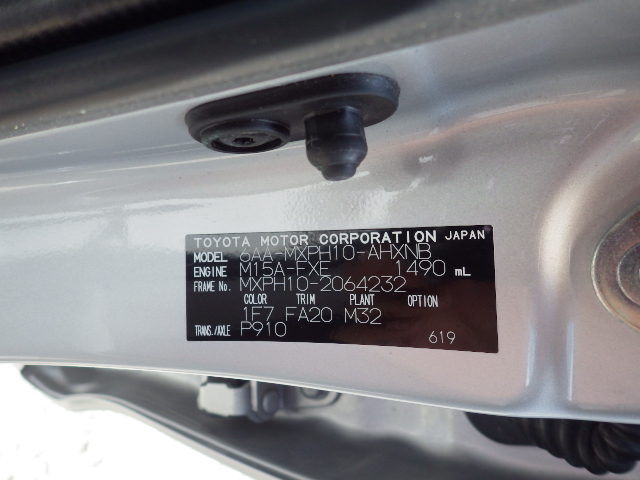 TOYOTA MOTOR CORPORATION JAPAN
MODEL 6AA-MXPH10-AHXNB
ENGINE M15A-FXE 1490 mL
FRAME No. MXPH10-2064232
COLOR TRIM PLANT OPTION
1F7 FA20 M32
TRANS./AXLE P910 619